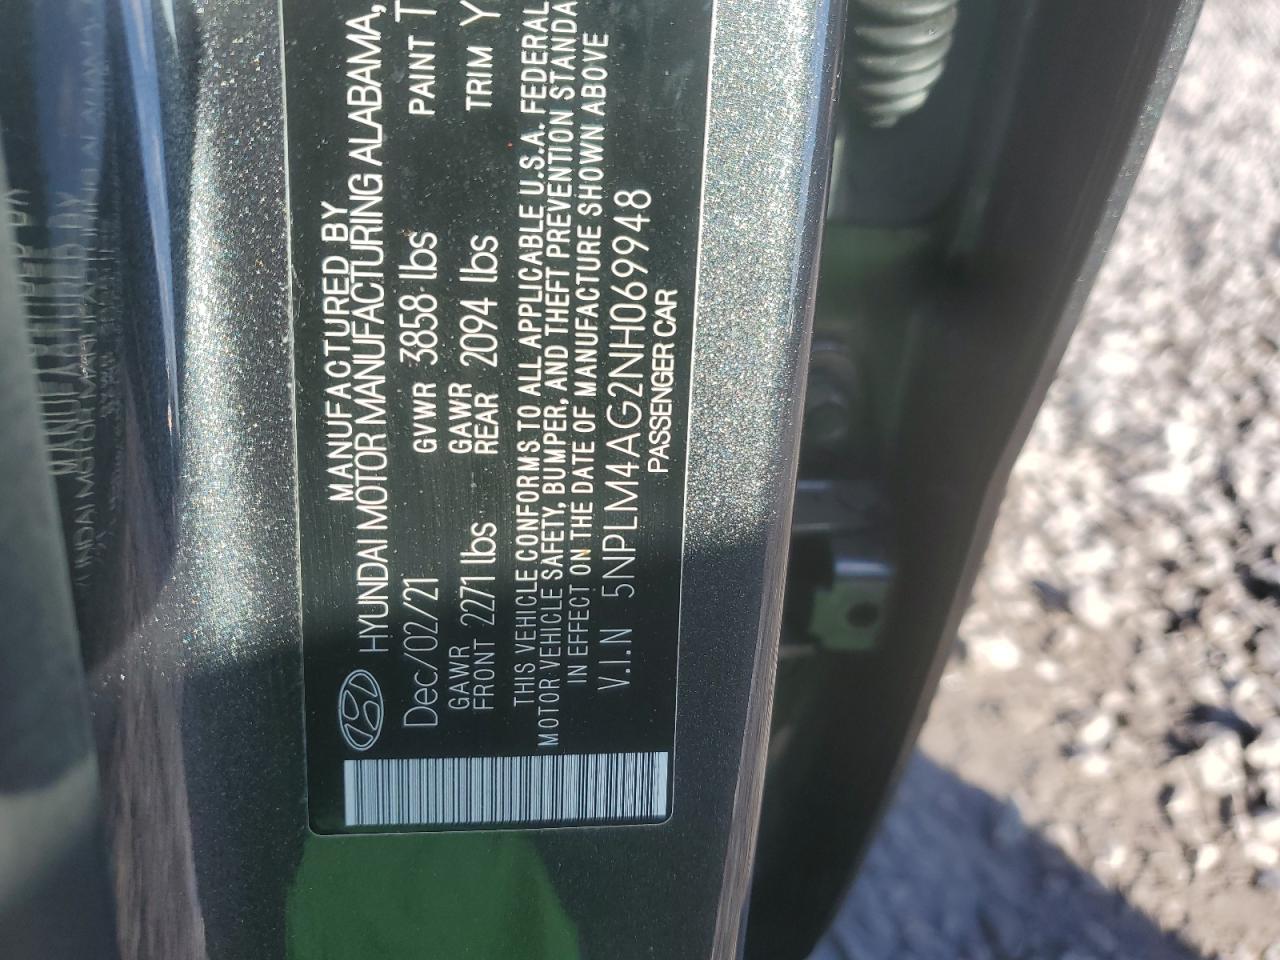 MANUFACTURED BY
HYUNDAI MOTOR MANUFACTURING ALABAMA,
Dec/02/21 GVWR 3858 lbs PAINT T
GAWR FRONT 2271 lbs GAWR REAR 2094 lbs TRIM Y
THIS VEHICLE CONFORMS TO ALL APPLICABLE U.S.A. FEDERAL
MOTOR VEHICLE SAFETY, BUMPER, AND THEFT PREVENTION STANDA
IN EFFECT ON THE DATE OF MANUFACTURE SHOWN ABOVE
V.I.N 5NPLM4AG2NH069948
PASSENGER CAR